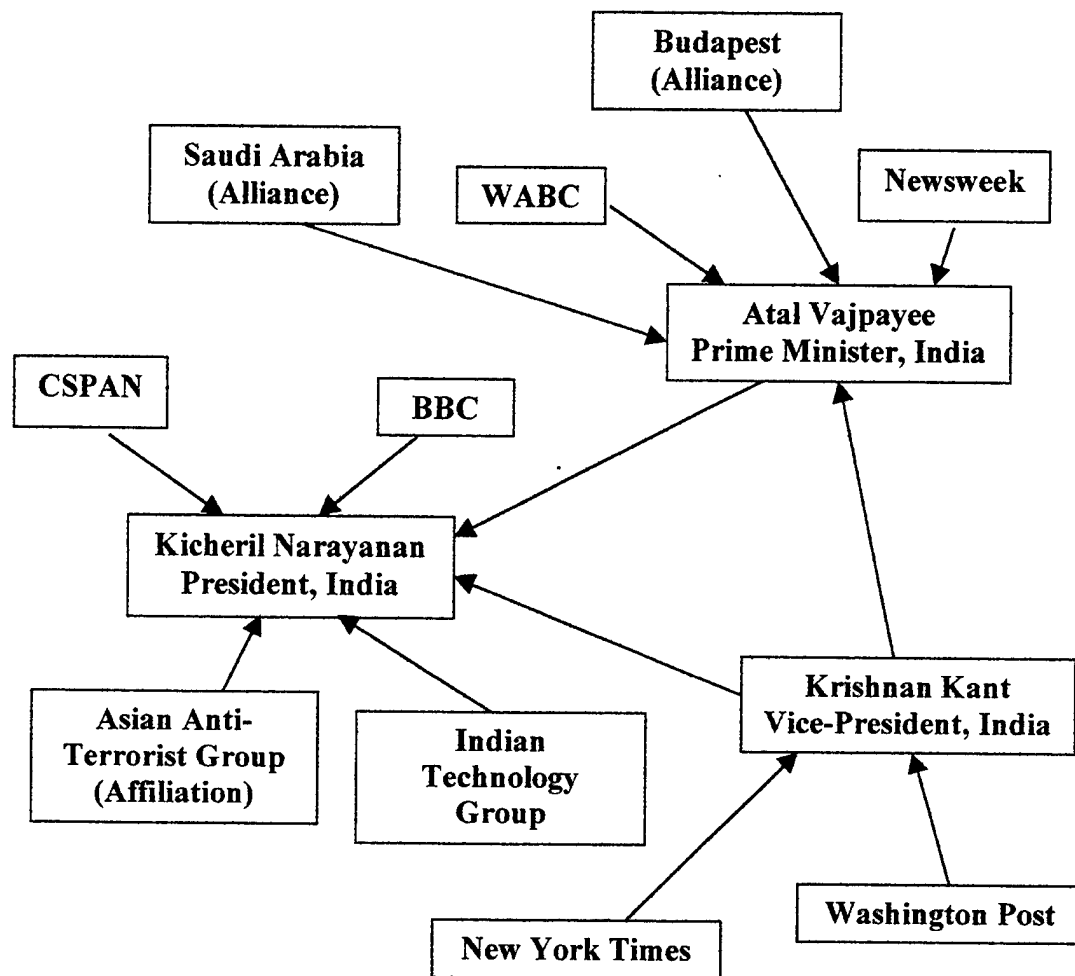 Budapest
(Alliance)
Saudi Arabia
(Alliance)
WABC
Newsweek
Atal Vajpayee
Prime Minister, India
CSPAN
BBC
Kicheril Narayanan
President, India
Krishnan Kant
Vice-President, India
Asian Anti-
Terrorist Group
(Affiliation)
Indian
Technology
Group
Washington Post
New York Times